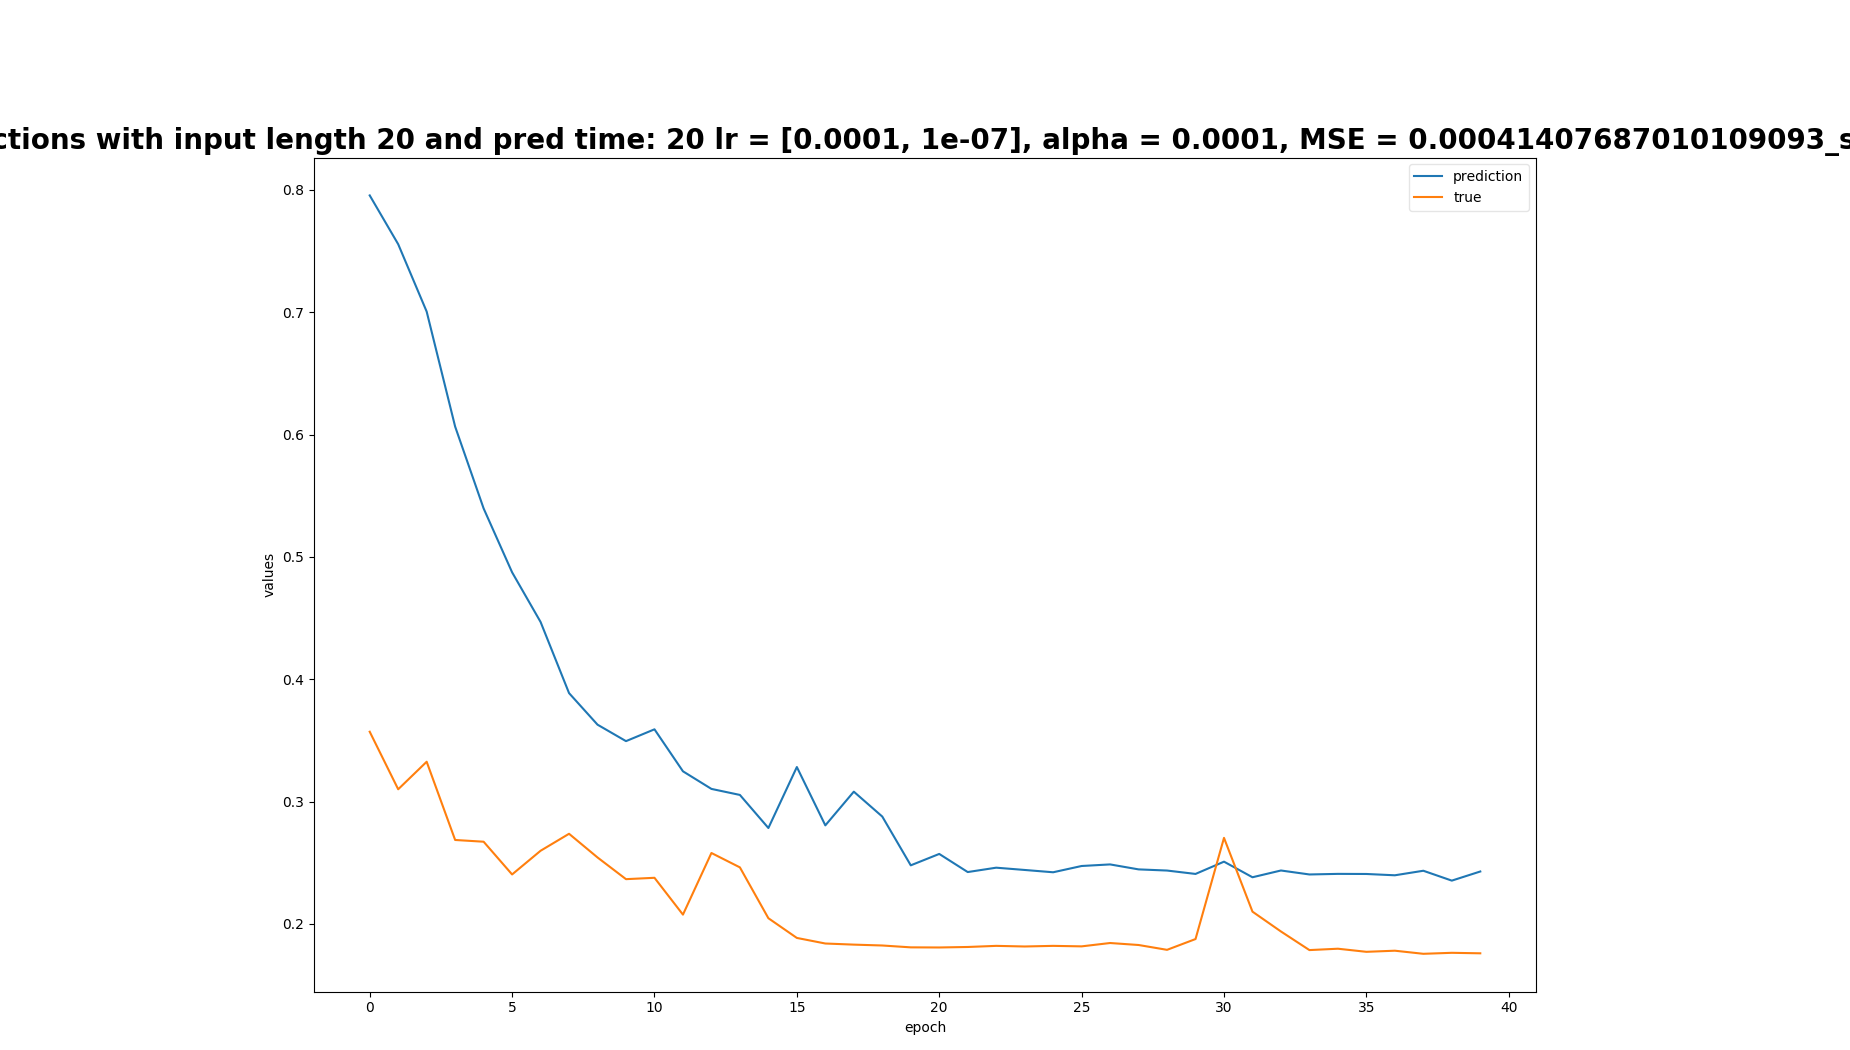 ctions with input length 20 and pred time: 20 lr = [0.0001, 1e-07], alpha = 0.0001, MSE = 0.00041407687010109093_s
prediction
true
0.8
0.7
0.6
0.5
0.4
0.3
0.2
values
0 5 10 15 20 25 30 35 40
epoch